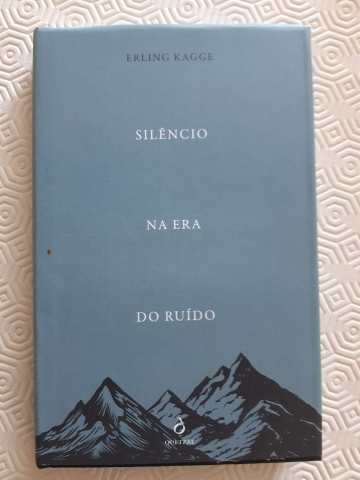 ERLING KAGGE
SILÊNCIO
NA ERA
DO RUÍDO
QUETZAL